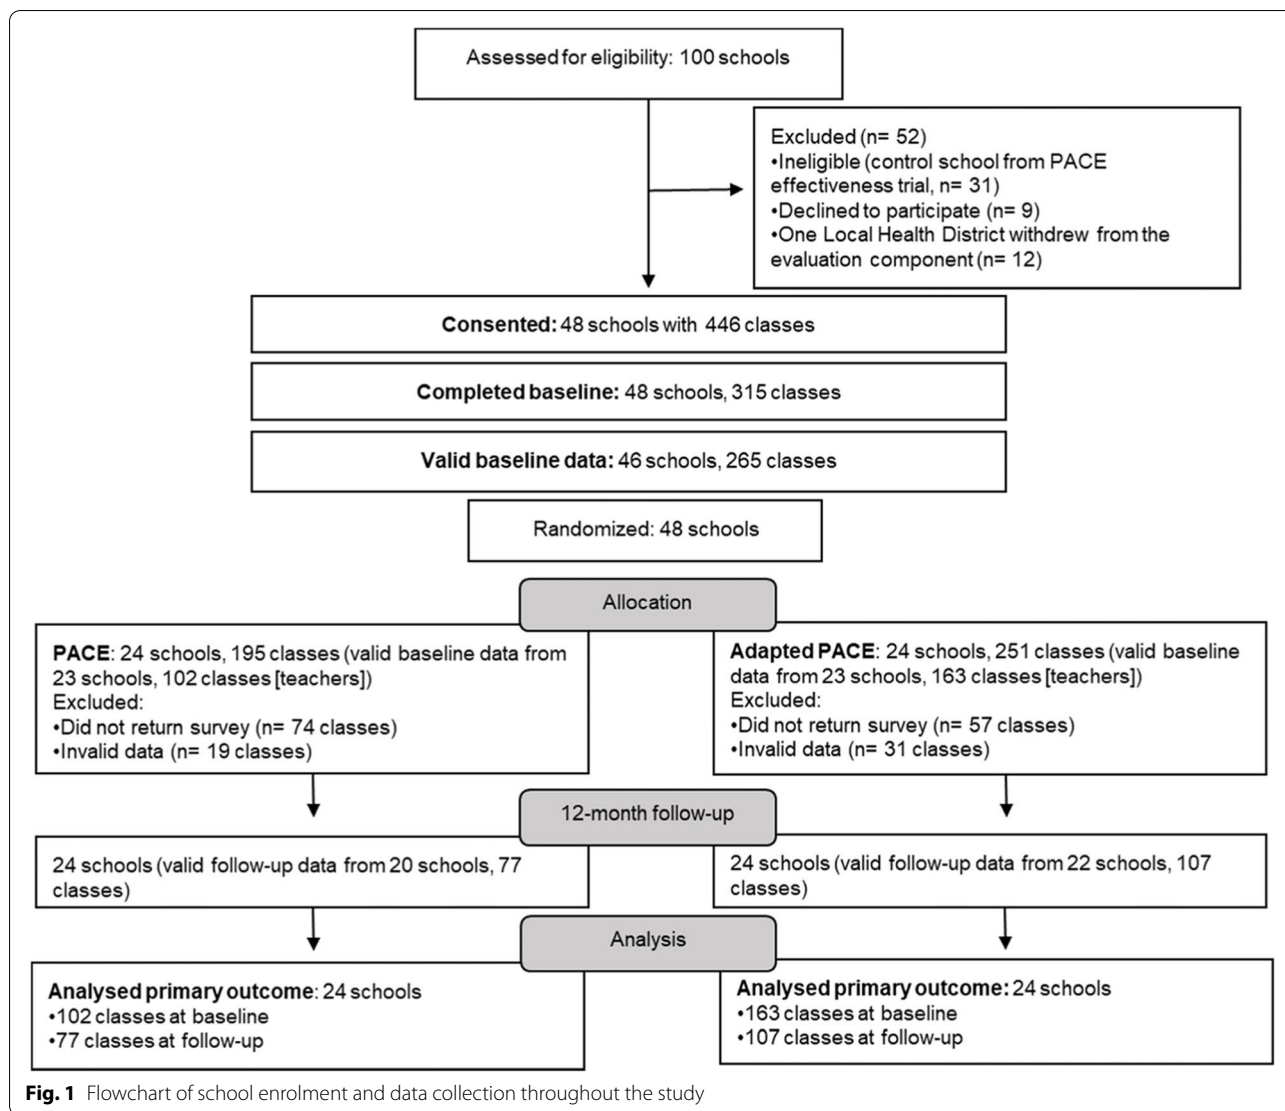 Assessed for eligibility: 100 schools
Excluded (n= 52)
•Ineligible (control school from PACE
effectiveness trial, n= 31)
•Declined to participate (n= 9)
•One Local Health District withdrew from the
evaluation component (n= 12)
Consented: 48 schools with 446 classes
Completed baseline: 48 schools, 315 classes
Valid baseline data: 46 schools, 265 classes
Randomized: 48 schools
Allocation
PACE: 24 schools, 195 classes (valid baseline data from
23 schools, 102 classes [teachers])
Excluded:
•Did not return survey (n= 74 classes)
•Invalid data (n= 19 classes)
Adapted PACE: 24 schools, 251 classes (valid baseline
data from 23 schools, 163 classes [teachers])
Excluded:
•Did not return survey (n= 57 classes)
•Invalid data (n= 31 classes)
12-month follow-up
24 schools (valid follow-up data from 20 schools, 77
classes)
24 schools (valid follow-up data from 22 schools, 107
classes)
Analysis
Analysed primary outcome: 24 schools
•102 classes at baseline
•77 classes at follow-up
Analysed primary outcome: 24 schools
•163 classes at baseline
•107 classes at follow-up
Fig. 1 Flowchart of school enrolment and data collection throughout the study